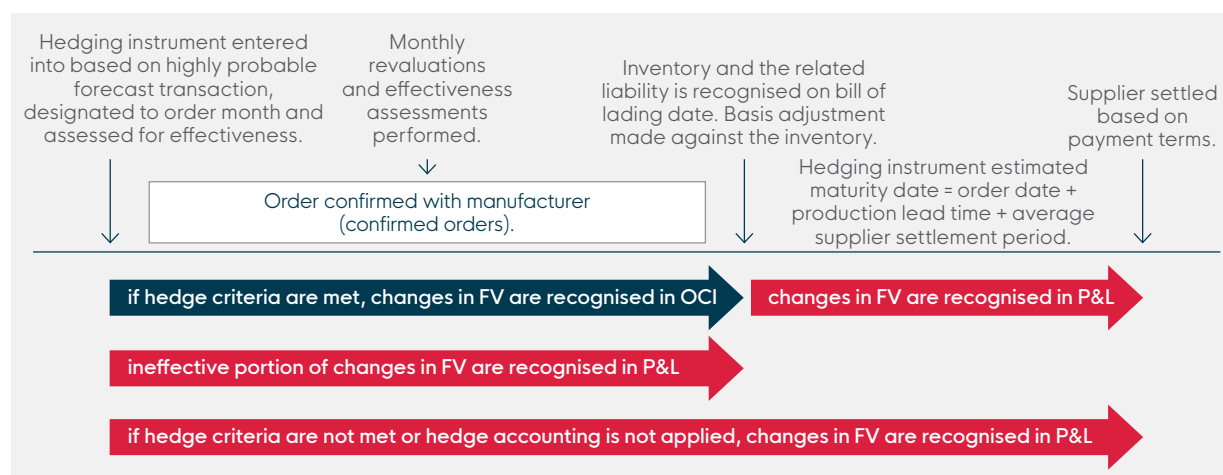 Hedging instrument entered
into based on highly probable
forecast transaction,
designated to order month and
assessed for effectiveness.
Monthly
revaluations
and effectiveness
assessments
performed.
Inventory and the related
liability is recognised on bill of
lading date. Basis adjustment
made against the inventory.
Supplier settled
based on
payment terms.
Order confirmed with manufacturer
(confirmed orders).
Hedging instrument estimated
maturity date = order date +
production lead time + average
supplier settlement period.
if hedge criteria are met, changes in FV are recognised in OCI
changes in FV are recognised in P&L
ineffective portion of changes in FV are recognised in P&L
if hedge criteria are not met or hedge accounting is not applied, changes in FV are recognised in P&L